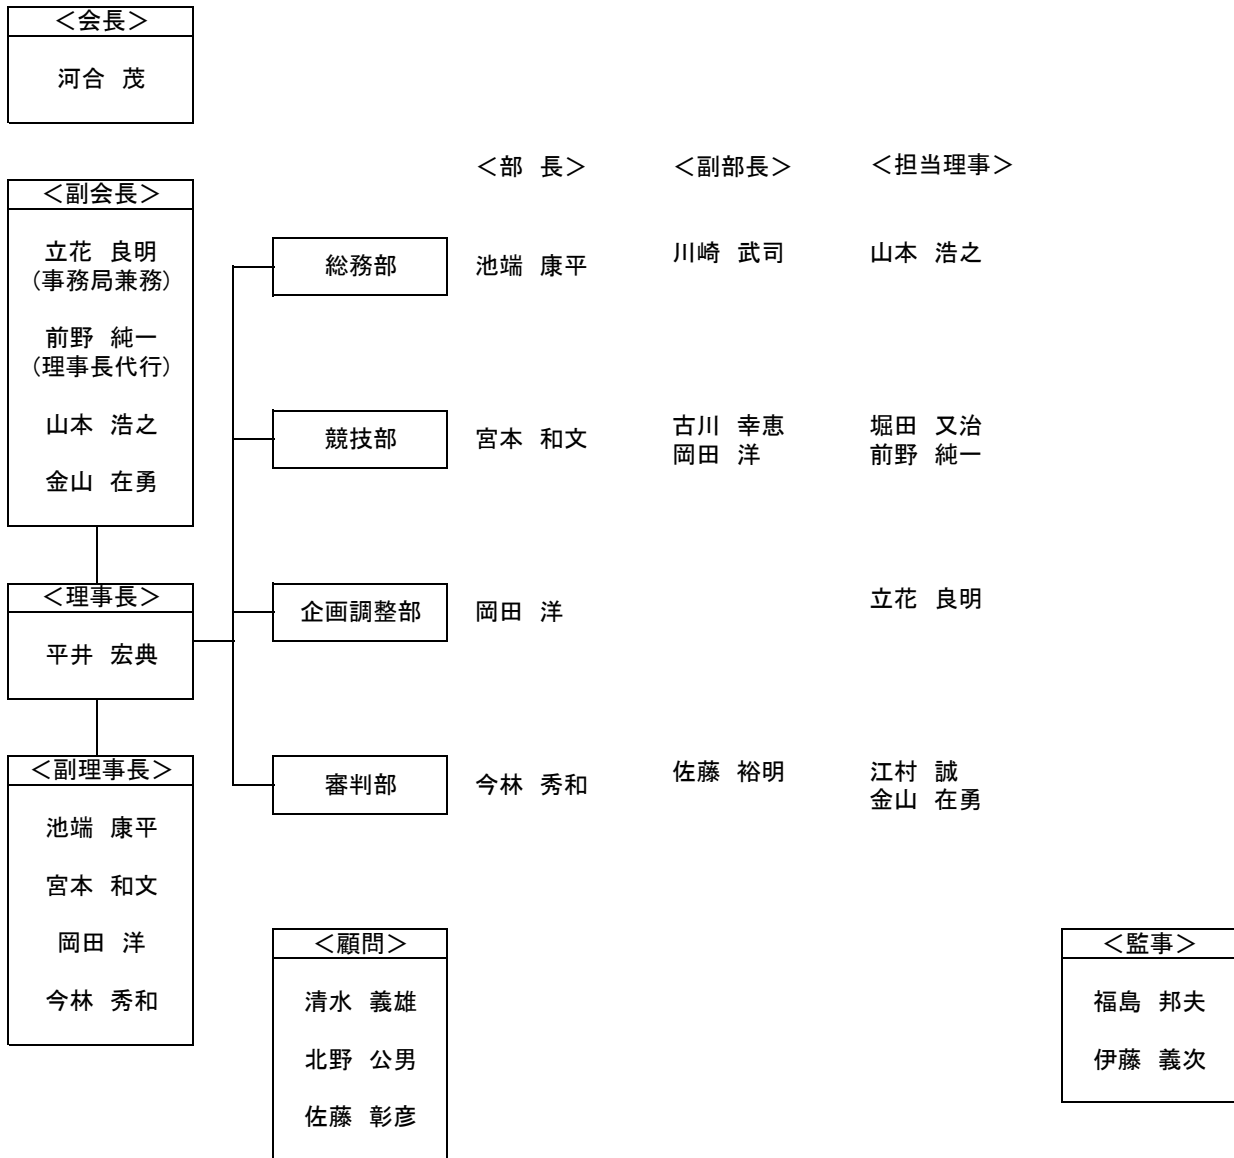 ＜会長＞
河合 茂
＜副会長＞
立花 良明
（事務局兼務）
前野 純一
（理事長代行）
山本 浩之
金山 在勇
＜理事長＞
平井 宏典
＜副理事長＞
池端 康平
宮本 和文
岡田 洋
今林 秀和
＜部 長＞ ＜副部長＞ ＜担当理事＞
総務部 池端 康平 川崎 武司 山本 浩之
競技部 宮本 和文 古川 幸恵 堀田 又治
岡田 洋 前野 純一
企画調整部 岡田 洋 立花 良明
審判部 今林 秀和 佐藤 裕明 江村 誠
金山 在勇
＜顧問＞
清水 義雄
北野 公男
佐藤 彰彦
＜監事＞
福島 邦夫
伊藤 義次